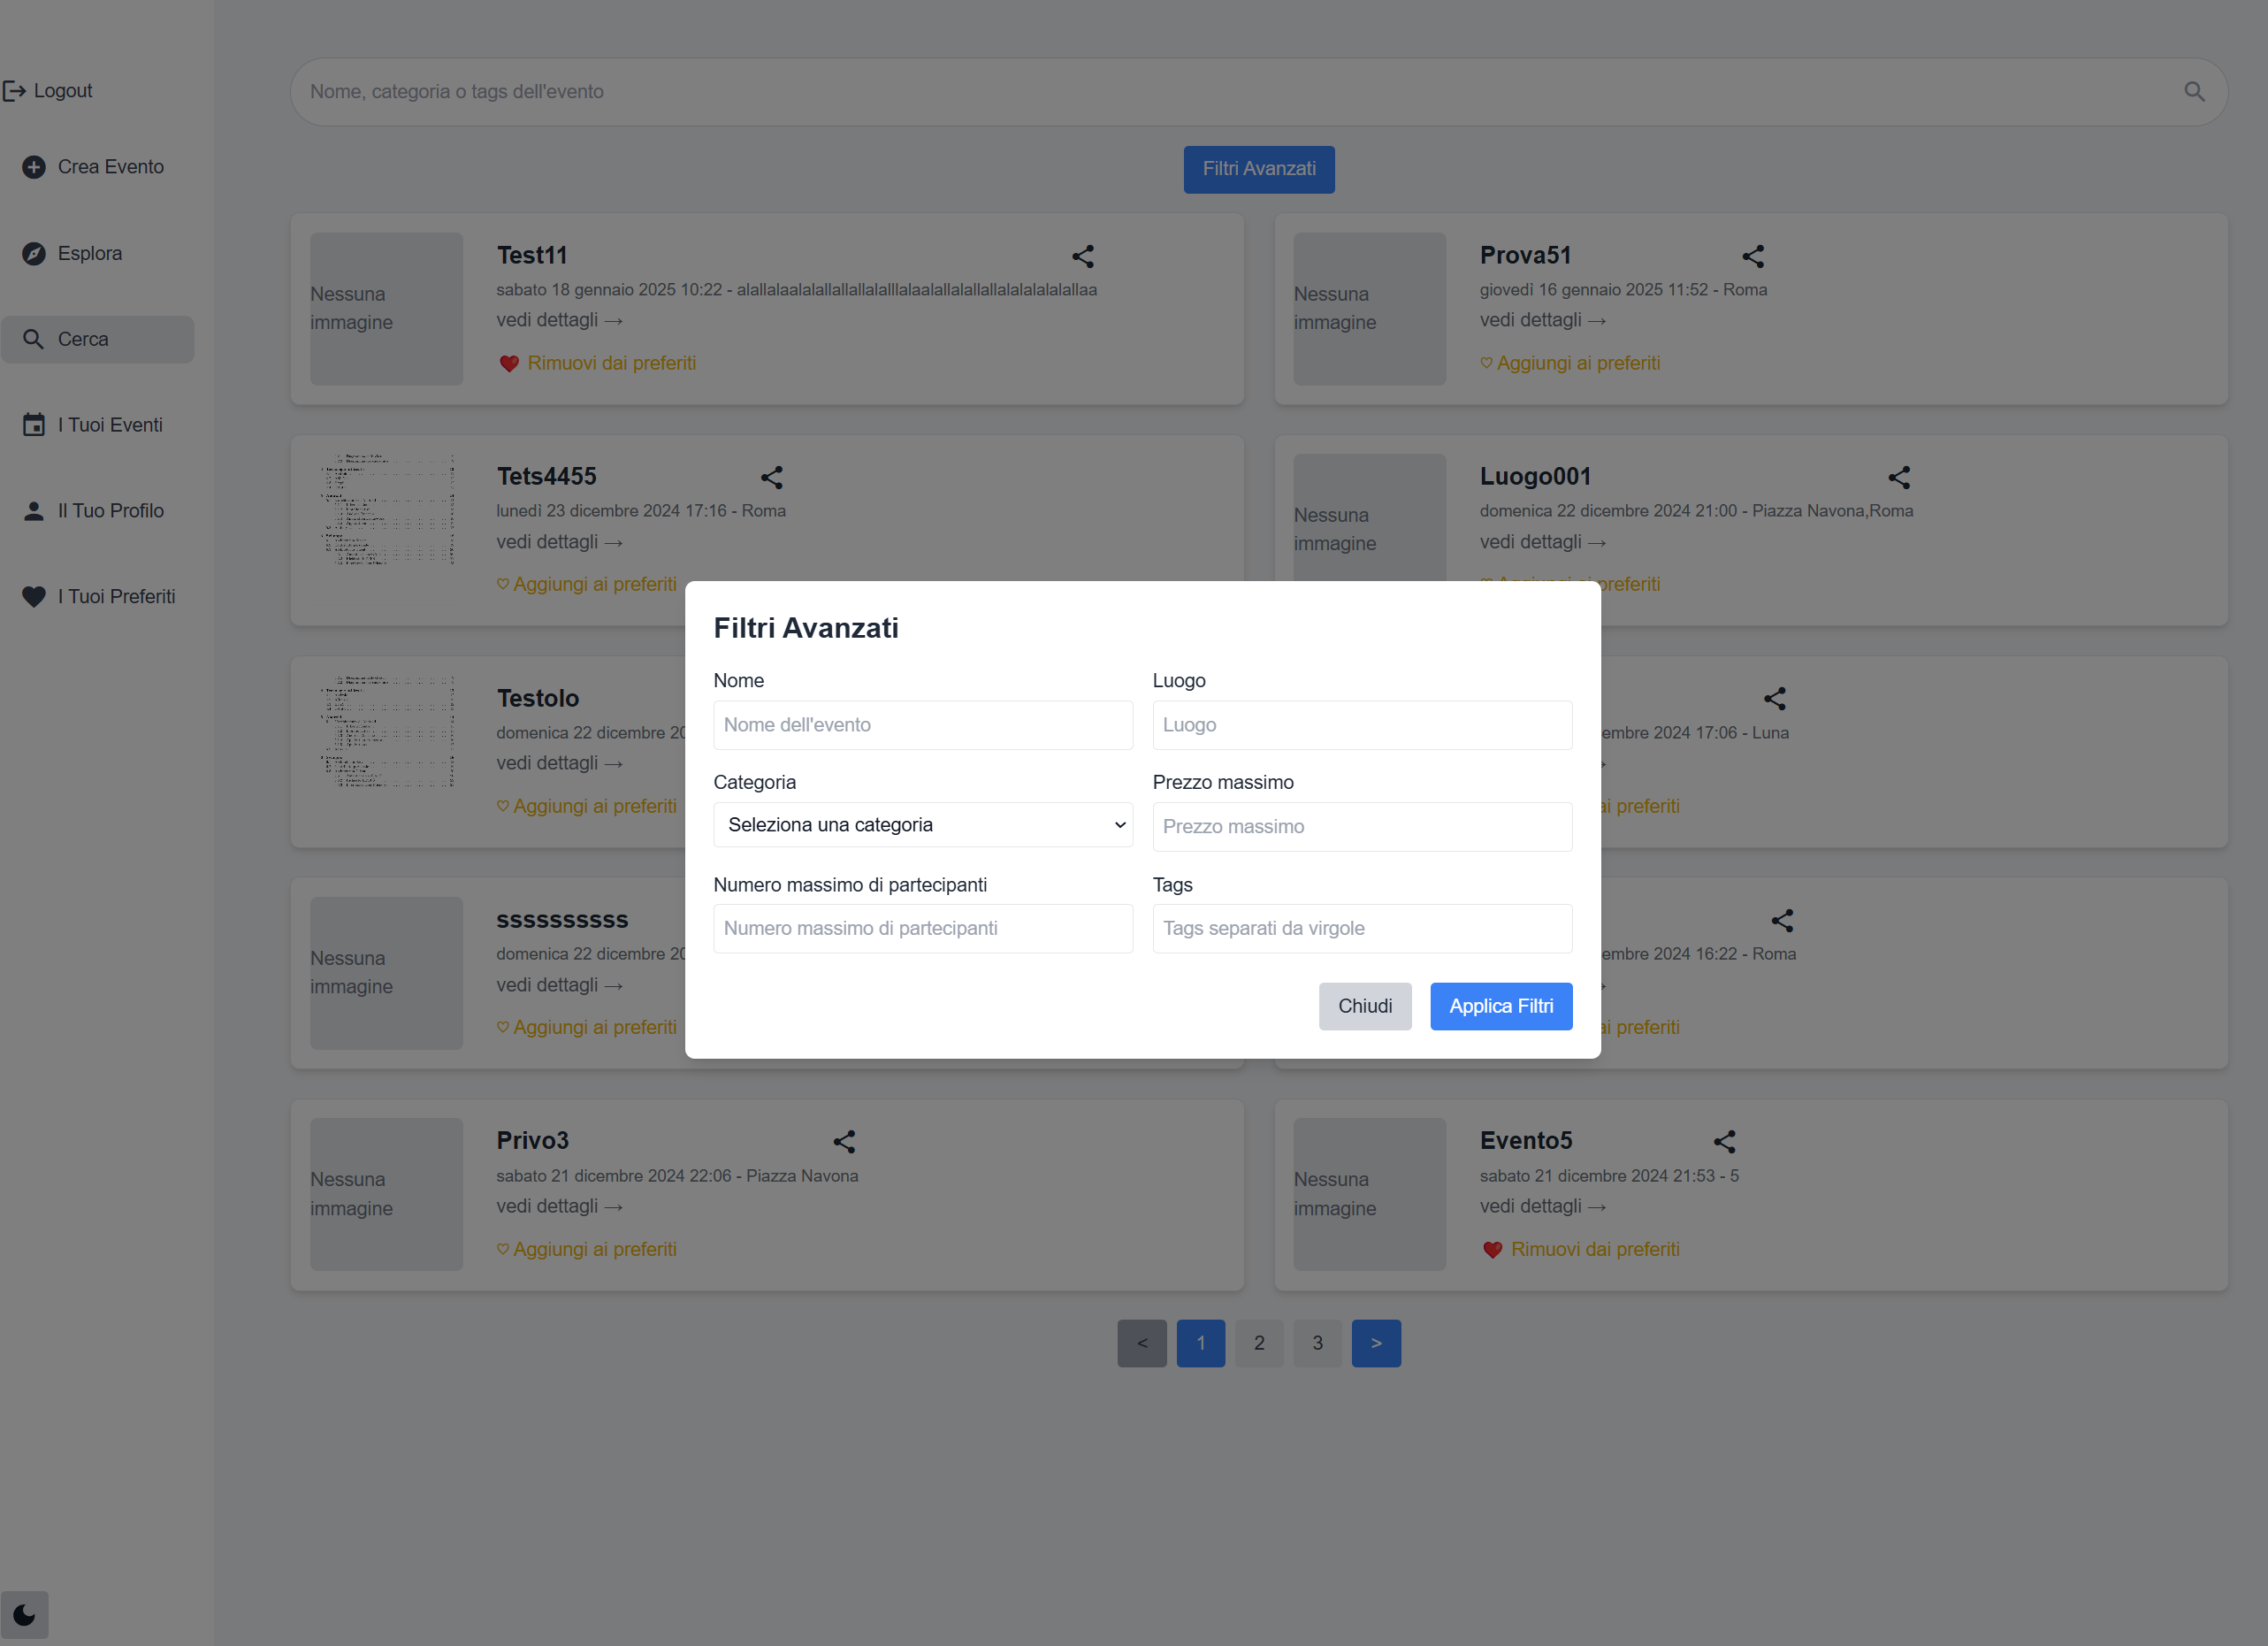 Logout
Crea Evento
Esplora
Cerca
I Tuoi Eventi
Il Tuo Profilo
I Tuoi Preferiti
Nome, categoria o tags dell'evento
Filtri Avanzati
Nessuna
immagine
Test11
sabato 18 gennaio 2025 10:22 - alallalaalalallallallalalllalaalallalallallalalalalallaa
vedi dettagli →
Rimuovi dai preferiti
Nessuna
immagine
Prova51
giovedì 16 gennaio 2025 11:52 - Roma
vedi dettagli →
♡ Aggiungi ai preferiti
Tets4455
lunedì 23 dicembre 2024 17:16 - Roma
vedi dettagli →
♡ Aggiungi ai preferiti
Nessuna
immagine
Luogo001
domenica 22 dicembre 2024 21:00 - Piazza Navona,Roma
vedi dettagli →
preferiti
Testolo
domenica 22 dicembre 20
vedi dettagli →
♡ Aggiungi ai preferiti
embre 2024 17:06 - Luna
ai preferiti
Nessuna
immagine
ssssssssss
domenica 22 dicembre 20
vedi dettagli →
♡ Aggiungi ai preferiti
embre 2024 16:22 - Roma
ai preferiti
Filtri Avanzati
Nome
Nome dell'evento
Luogo
Luogo
Categoria
Seleziona una categoria
Prezzo massimo
Prezzo massimo
Numero massimo di partecipanti
Numero massimo di partecipanti
Tags
Tags separati da virgole
Chiudi
Applica Filtri
Nessuna
immagine
Privo3
sabato 21 dicembre 2024 22:06 - Piazza Navona
vedi dettagli →
♡ Aggiungi ai preferiti
Nessuna
immagine
Evento5
sabato 21 dicembre 2024 21:53 - 5
vedi dettagli →
Rimuovi dai preferiti
< 1 2 3 >